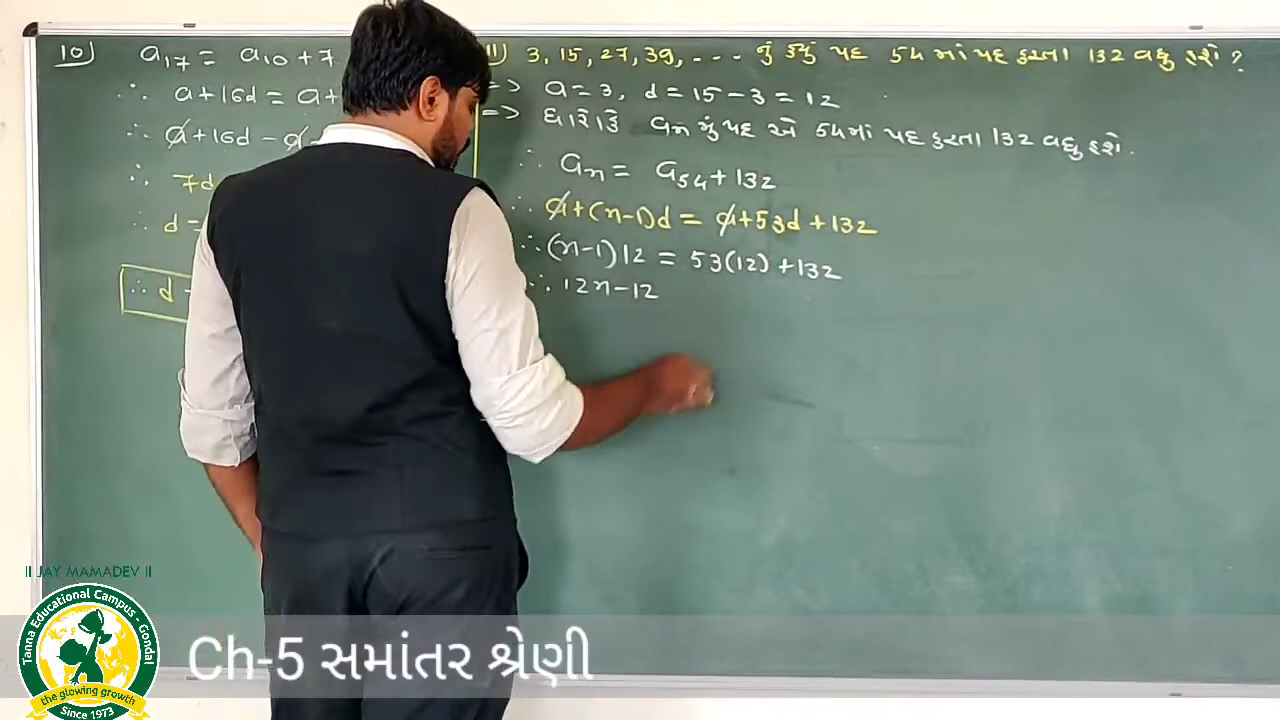 10) a17 = a10 + 7
∴ a+16d = a+
∴ a+16d - a
∴ 7d
∴ d =
∴ d
11) 3, 15, 27, 39, --- નું કયું પદ 54 માં પદ કરતા 132 વધુ હશે ?
=> a = 3, d = 15 - 3 = 12
=> ધારો કે an મું પદ એ 54માં પદ કરતા 132 વધુ હશે.
∴ an = a54 + 132
∴ a+(n-1)d = a+53d+132
∴ (n-1)12 = 53(12)+132
∴ 12n-12
|| JAY MAMADEV ||
Tanna Educational Campus - Gondal
the glowing growth
Since 1973
Ch-5 સમાંતર શ્રેણી